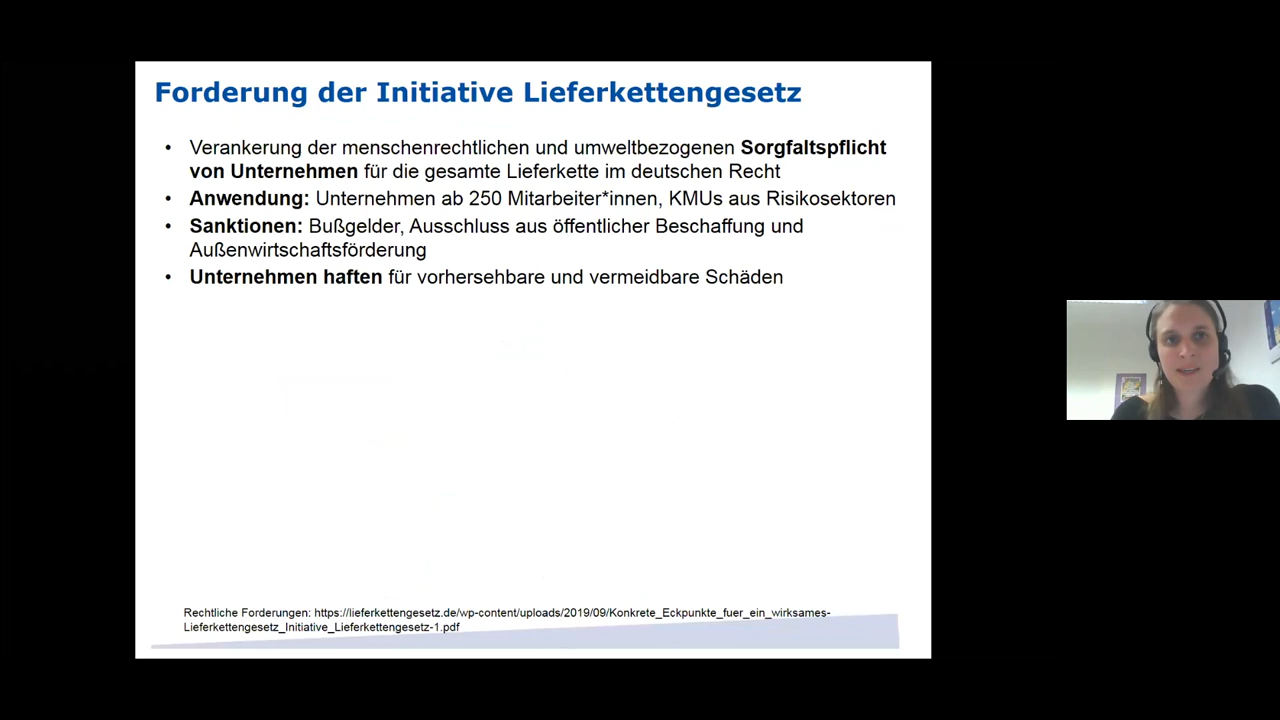 Forderung der Initiative Lieferkettengesetz
• Verankerung der menschenrechtlichen und umweltbezogenen Sorgfaltspflicht
von Unternehmen für die gesamte Lieferkette im deutschen Recht
• Anwendung: Unternehmen ab 250 Mitarbeiter*innen, KMUs aus Risikosektoren
• Sanktionen: Bußgelder, Ausschluss aus öffentlicher Beschaffung und
Außenwirtschaftsförderung
• Unternehmen haften für vorhersehbare und vermeidbare Schäden
Rechtliche Forderungen: https://lieferkettengesetz.de/wp-content/uploads/2019/09/Konkrete_Eckpunkte_fuer_ein_wirksames-
Lieferkettengesetz_Initiative_Lieferkettengesetz-1.pdf